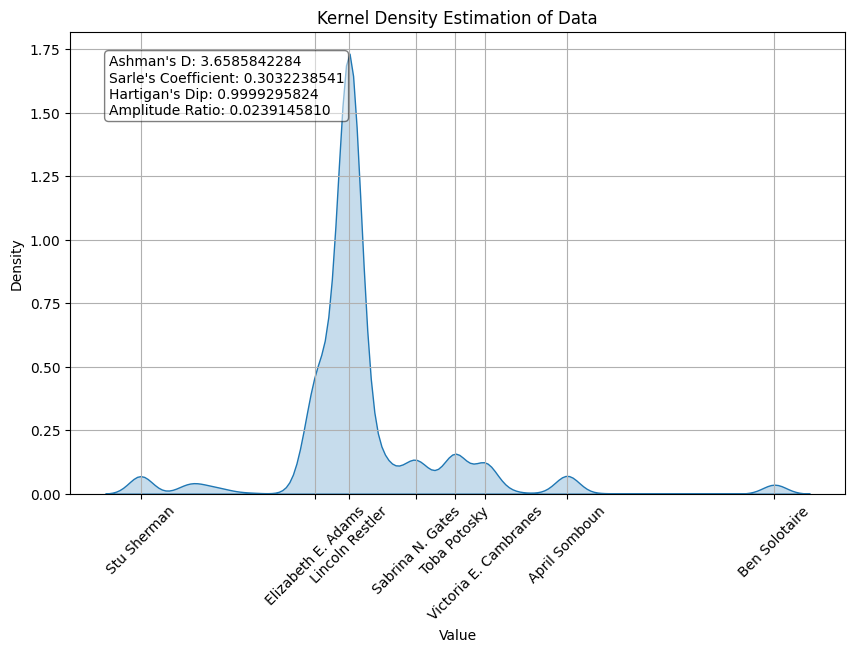 Kernel Density Estimation of Data
Ashman's D: 3.6585842284
Sarle's Coefficient: 0.3032238541
Hartigan's Dip: 0.9999295824
Amplitude Ratio: 0.0239145810
Density
1.75
1.50
1.25
1.00
0.75
0.50
0.25
0.00
Stu Sherman
Elizabeth E. Adams
Lincoln Restler
Sabrina N. Gates
Toba Potosky
Victoria E. Cambranes
April Somboun
Ben Solotaire
Value